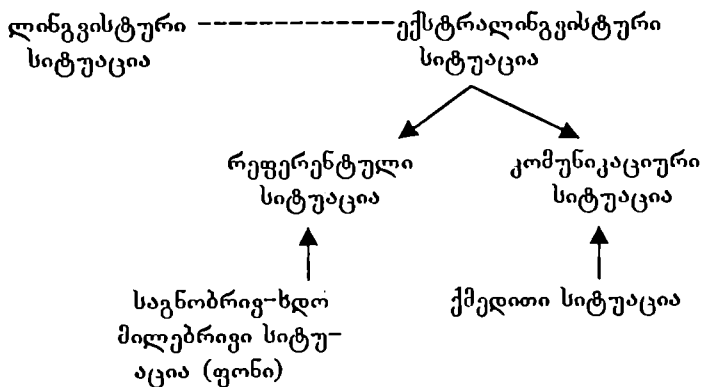 ლინგვისტური ------------ ექსტრალინგვისტური
სიტუაცია სიტუაცია
რეფერენტული კომუნიკაციური
სიტუაცია სიტუაცია
საგნობრივ-ხდო ქმედითი სიტუაცია
მილებრივი სიტუ-
აცია (ფონი)